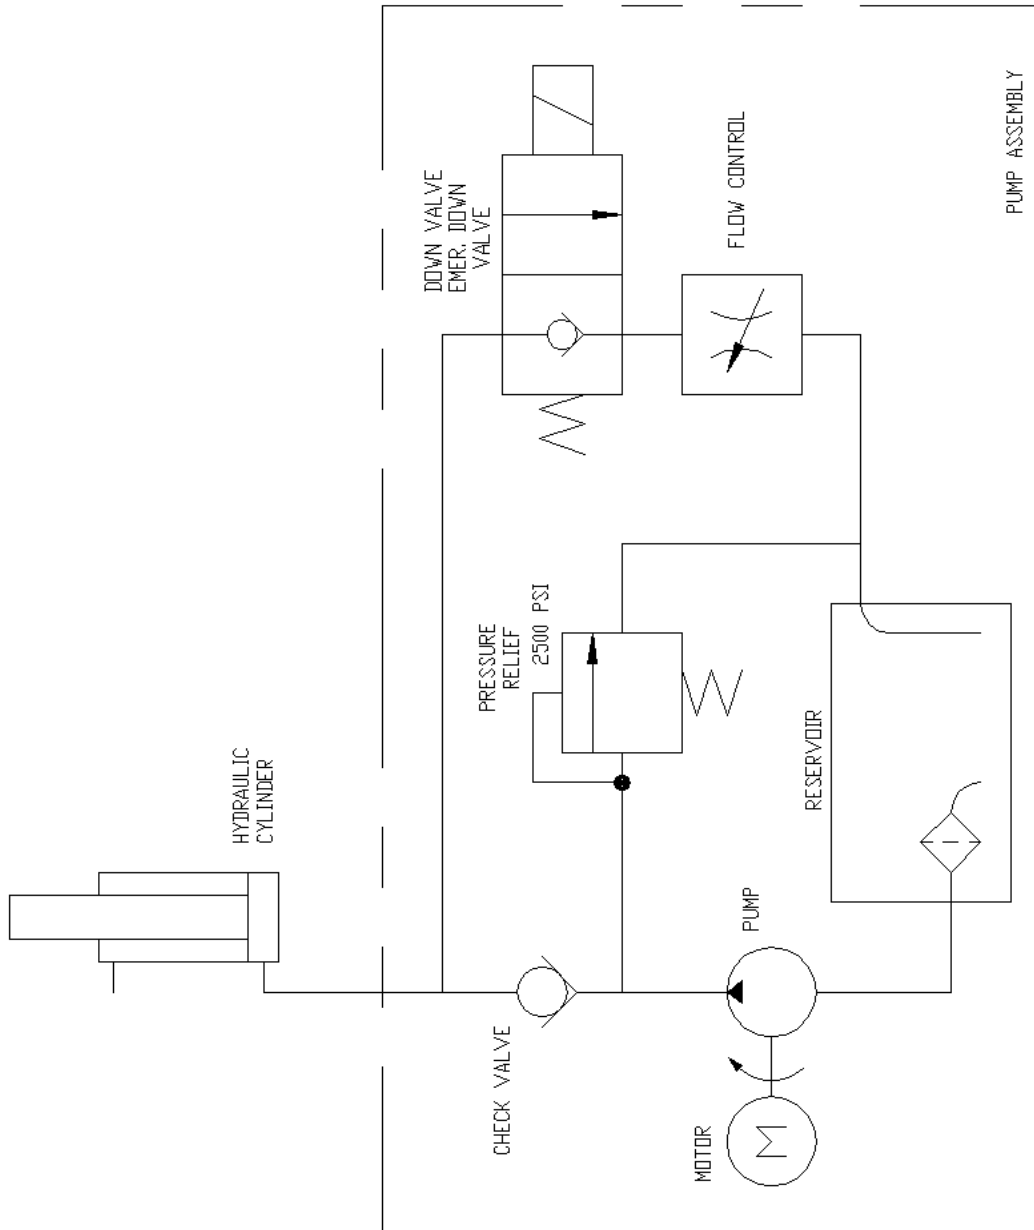 HYDRAULIC
CYLINDER
DOWN VALVE
EMER. DOWN
VALVE
PRESSURE
RELIEF
2500 PSI
CHECK VALVE
FLOW CONTROL
PUMP
MOTOR
M
RESERVOIR
PUMP ASSEMBLY